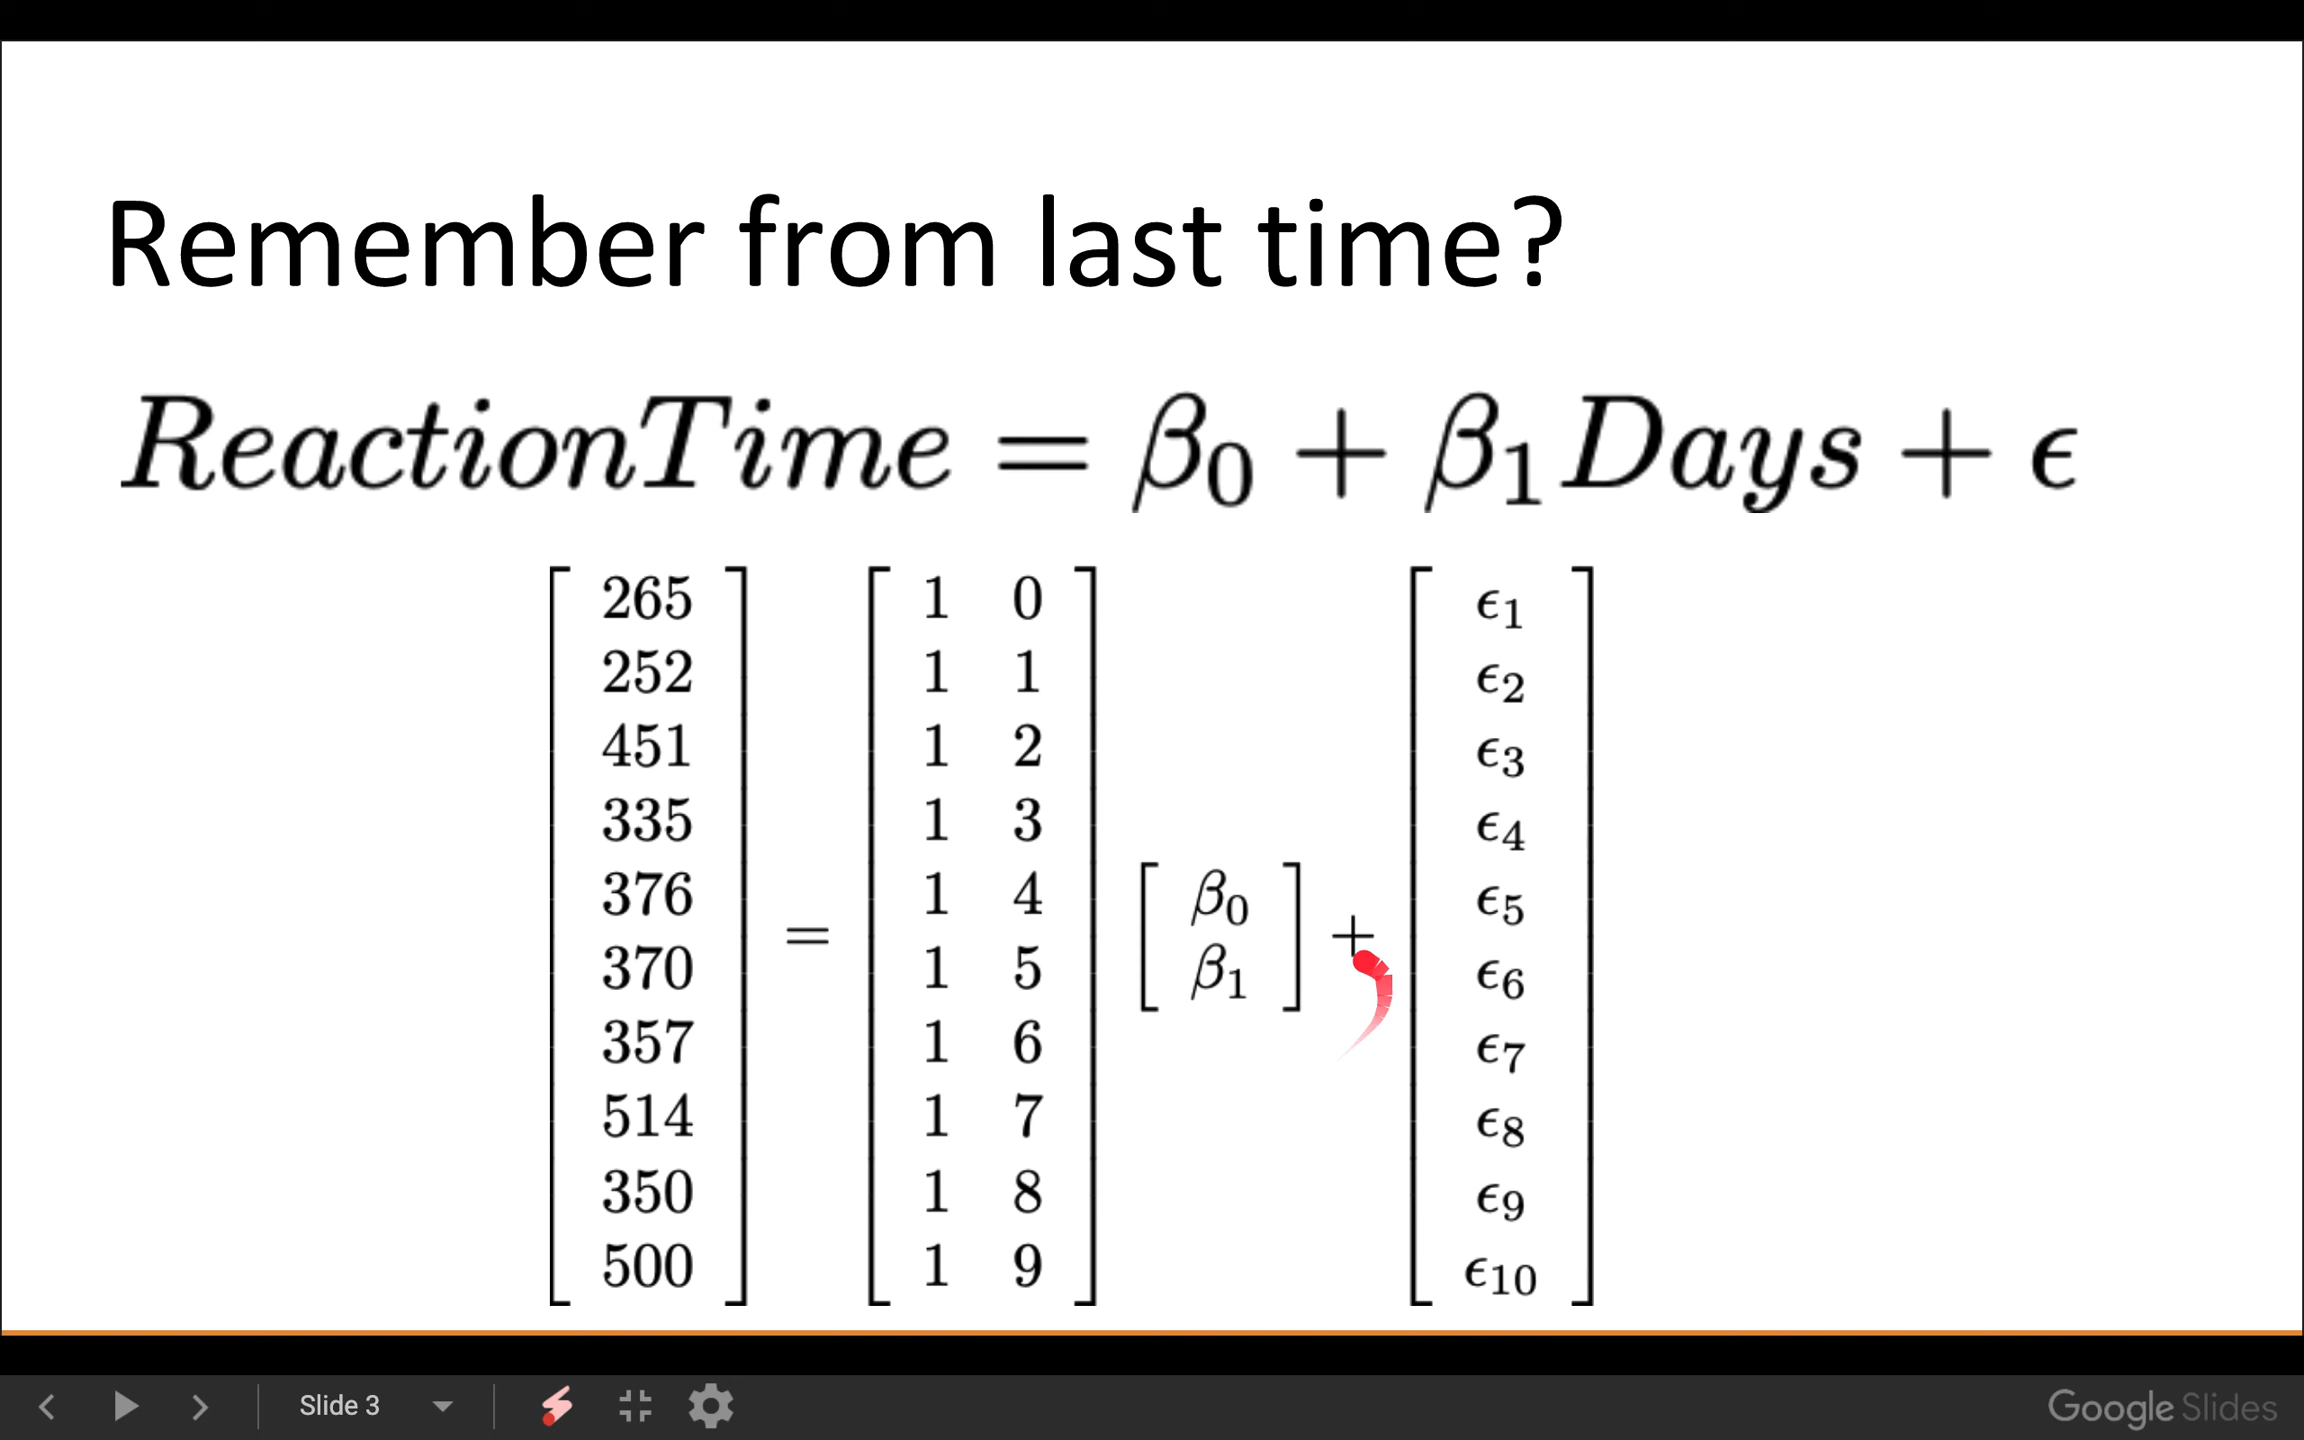 Remember from last time?
ReactionTime = β₀ + β₁Days + ϵ
265 1 0 ϵ₁
252 1 1 ϵ₂
451 1 2 ϵ₃
335 1 3 ϵ₄
376 1 4 β₀ ϵ₅
= +
370 1 5 β₁ ϵ₆
357 1 6 ϵ₇
514 1 7 ϵ₈
350 1 8 ϵ₉
500 1 9 ϵ₁₀
Slide 3
Google Slides